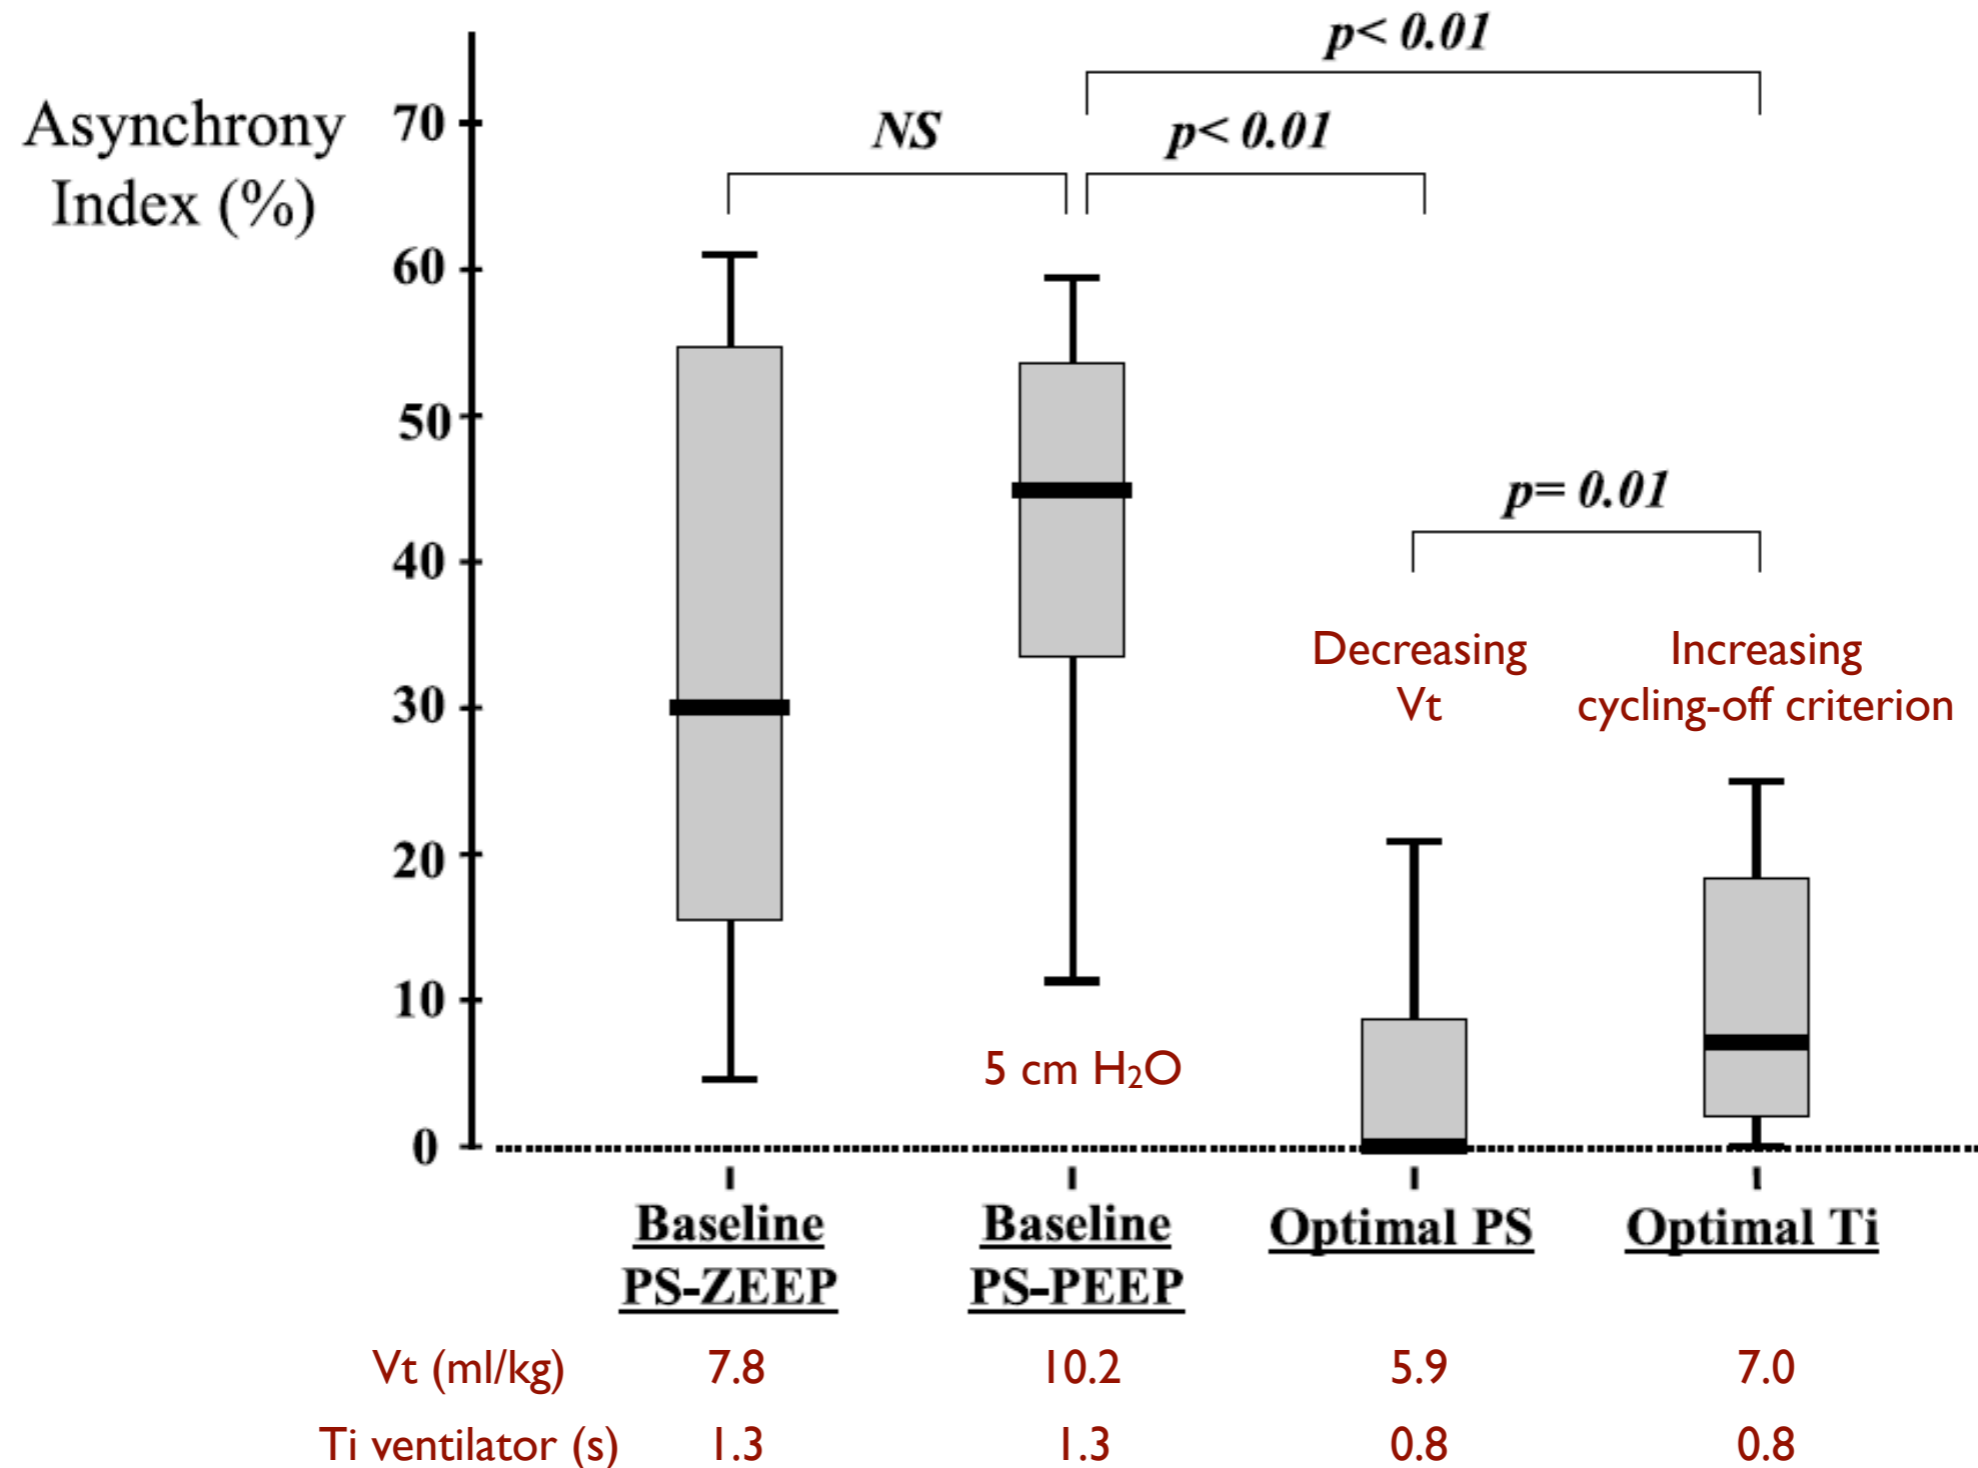 p< 0.01
Asynchrony
Index (%)
70
NS
p< 0.01
60
50
p= 0.01
40
Decreasing
Vt
Increasing
cycling-off criterion
30
20
10
5 cm H₂O
0
Baseline
PS-ZEEP
Baseline
PS-PEEP
Optimal PS
Optimal Ti
Vt (ml/kg) 7.8 10.2 5.9 7.0
Ti ventilator (s) 1.3 1.3 0.8 0.8